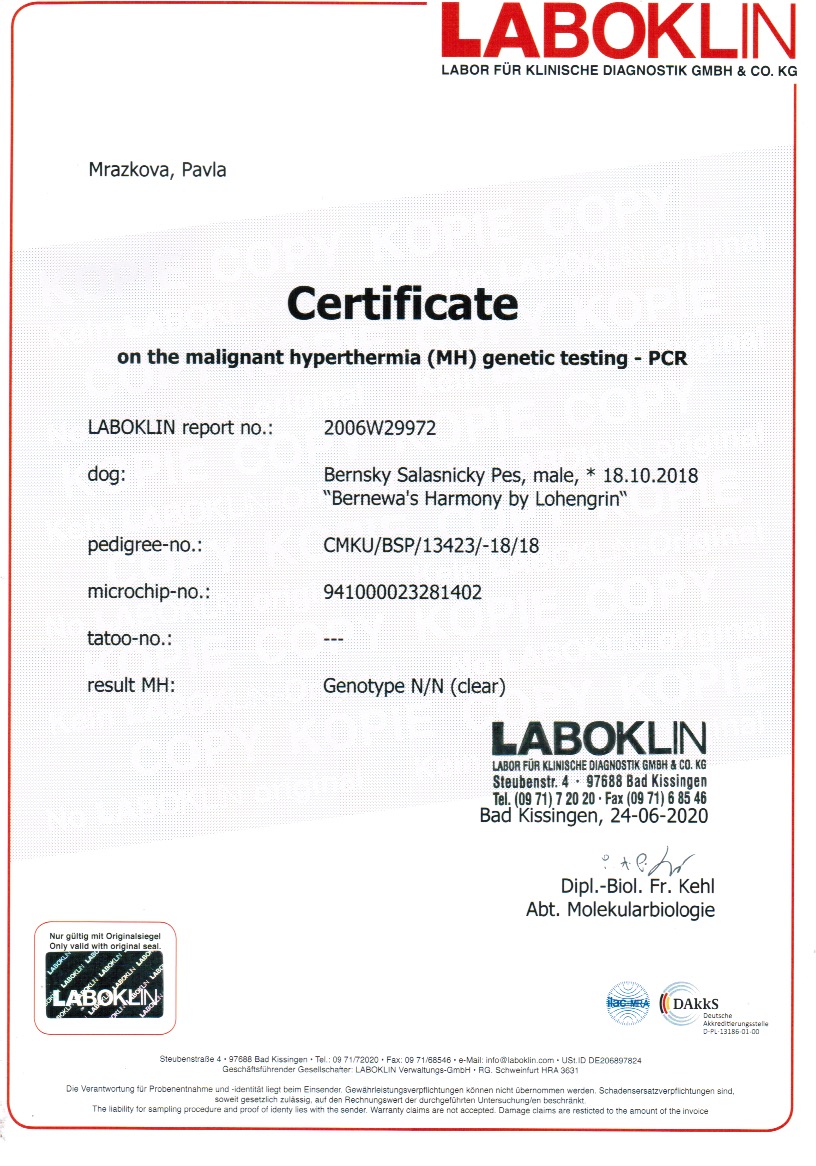 LABOKLIN
LABOR FÜR KLINISCHE DIAGNOSTIK GMBH & CO. KG
Mrazkova, Pavla
KOPIE COPY KOPIE COPY
Certificate
on the malignant hyperthermia (MH) genetic testing - PCR
LABOKLIN report no.: 2006W29972
dog: Bernsky Salasnicky Pes, male, * 18.10.2018
"Bernewa's Harmony by Lohengrin"
pedigree-no.: CMKU/BSP/13423/-18/18
microchip-no.: 941000023281402
tatoo-no.: ---
result MH: Genotype N/N (clear)
LABOKLIN
LABOR FÜR KLINISCHE DIAGNOSTIK GMBH & CO. KG
Steubenstr. 4 · 97688 Bad Kissingen
Tel. (09 71) 7 20 20 · Fax (09 71) 6 85 46
Bad Kissingen, 24-06-2020
Dipl.-Biol. Fr. Kehl
Abt. Molekularbiologie
Nur gültig mit Originalsiegel
Only valid with original seal.
LABOKLIN
ilac-MRA
DAkkS
Deutsche
Akkreditierungsstelle
D-PL-13186-01-00
Steubenstraße 4 • 97688 Bad Kissingen • Tel.: 09 71/72020 • Fax: 09 71/68546 • e-Mail: info@laboklin.com • USt.ID DE206897824
Geschäftsführender Gesellschafter: LABOKLIN Verwaltungs-GmbH • RG. Schweinfurt HRA 3631
Die Verantwortung für Probenentnahme und -identität liegt beim Einsender. Gewährleistungsverpflichtungen können nicht übernommen werden. Schadensersatzverpflichtungen sind,
soweit gesetzlich zulässig, auf den Rechnungswert der durchgeführten Untersuchung/en beschränkt.
The liability for sampling procedure and proof of identy lies with the sender. Warranty claims are not accepted. Damage claims are resticted to the amount of the invoice